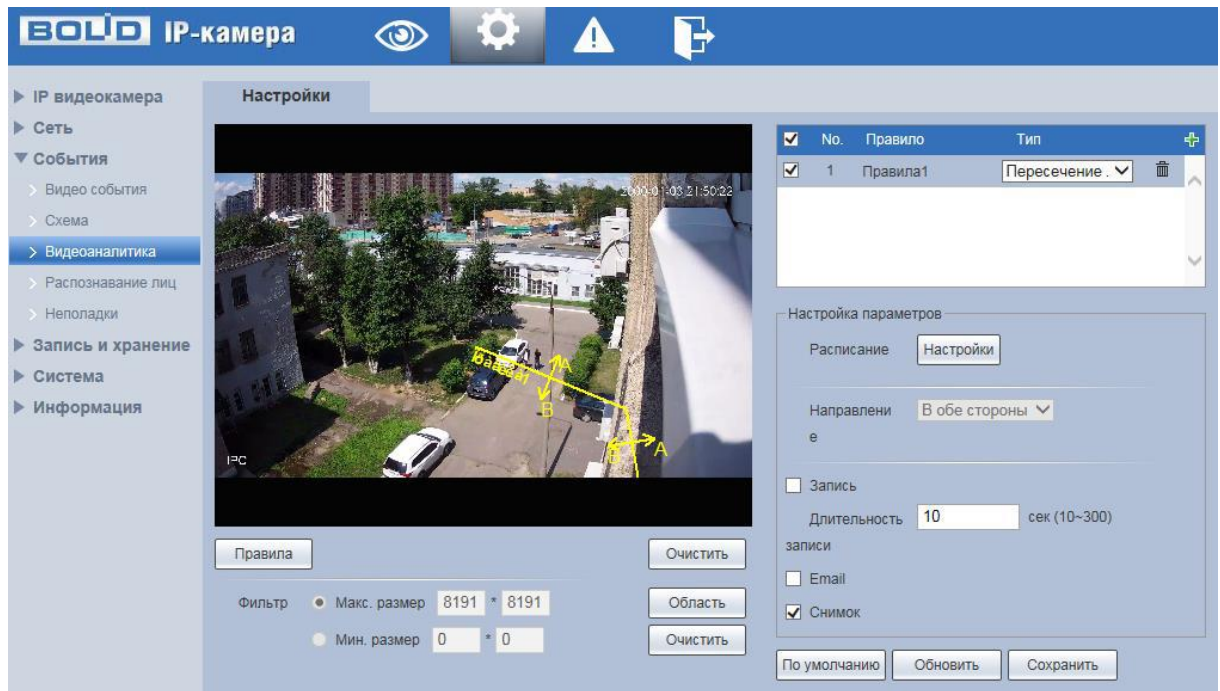 BOLID IP-камера
IP видеокамера
Сеть
События
Видео события
Схема
Видеоаналитика
Распознавание лиц
Неполадки
Запись и хранение
Система
Информация
Настройки
2000-01-03 21:50:22
A
B
A
B
IPC
Правила
Очистить
Фильтр Макс. размер 8191 * 8191
Область
Мин. размер 0 * 0
Очистить
No. Правило Тип
1 Правила1 Пересечение .
Настройка параметров
Расписание Настройки
Направлени
е
В обе стороны
Запись
Длительность 10 сек (10~300)
записи
Email
Снимок
По умолчанию Обновить Сохранить